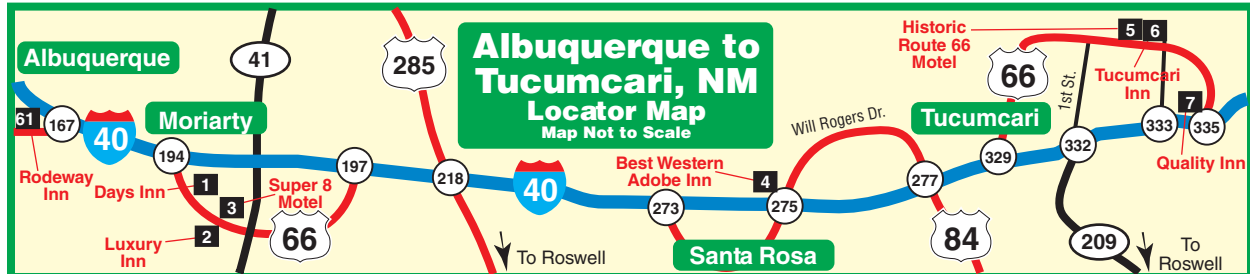 Albuquerque to
Tucumcari, NM
Locator Map
Map Not to Scale
Albuquerque
61
167
Rodeway
Inn
40
Moriarty
194
Days Inn
1
2
3
Luxury
Inn
Super 8
Motel
66
41
197
285
218
To Roswell
40
Best Western
Adobe Inn
4
273
275
Santa Rosa
Will Rogers Dr.
277
84
Tucumcari
329
66
Historic
Route 66
Motel
5
6
1st St.
Tucumcari
Inn
332
333
7
335
Quality Inn
209
To
Roswell